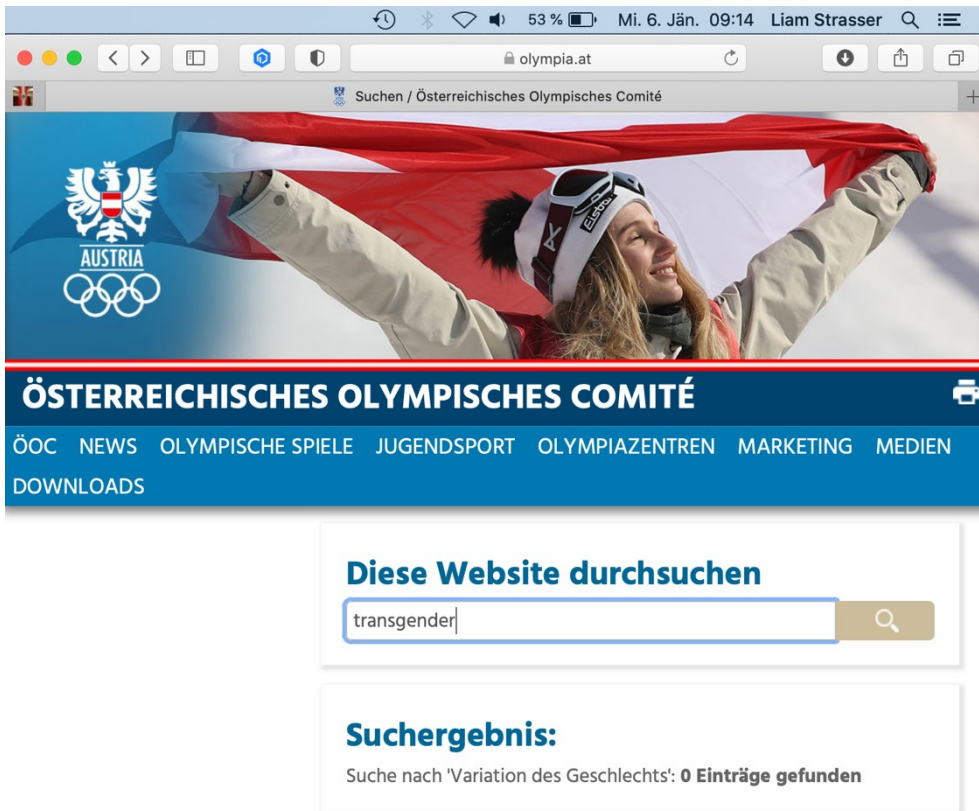 53 % Mi. 6. Jän. 09:14 Liam Strasser
olympia.at
Suchen / Österreichisches Olympisches Comité
Eisbär
AUSTRIA
ÖSTERREICHISCHES OLYMPISCHES COMITÉ
ÖOC NEWS OLYMPISCHE SPIELE JUGENDSPORT OLYMPIAZENTREN MARKETING MEDIEN
DOWNLOADS
Diese Website durchsuchen
transgender
Suchergebnis:
Suche nach 'Variation des Geschlechts': 0 Einträge gefunden